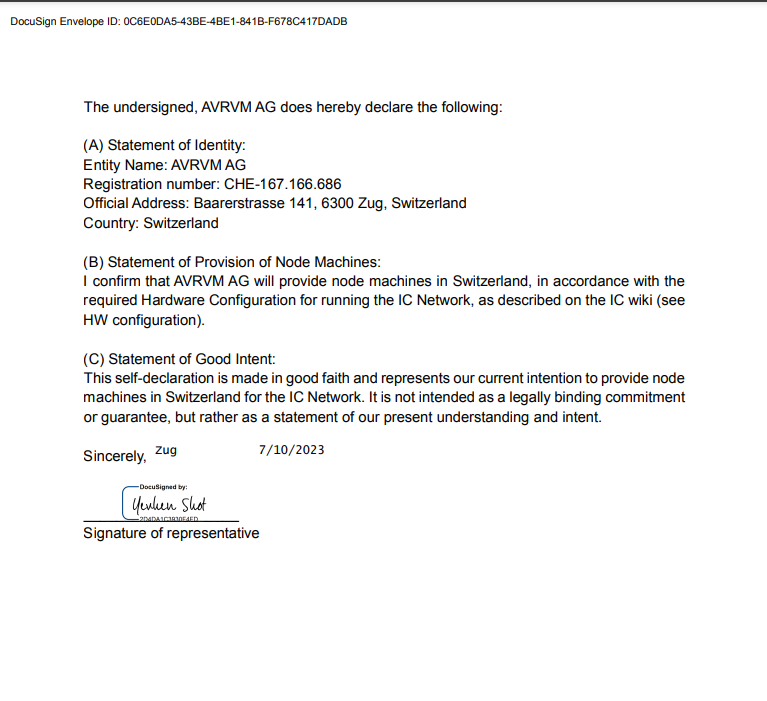 DocuSign Envelope ID: 0C6E0DA5-43BE-4BE1-841B-F678C417DADB
The undersigned, AVRVM AG does hereby declare the following:
(A) Statement of Identity:
Entity Name: AVRVM AG
Registration number: CHE-167.166.686
Official Address: Baarerstrasse 141, 6300 Zug, Switzerland
Country: Switzerland
(B) Statement of Provision of Node Machines:
I confirm that AVRVM AG will provide node machines in Switzerland, in accordance with the
required Hardware Configuration for running the IC Network, as described on the IC wiki (see
HW configuration).
(C) Statement of Good Intent:
This self-declaration is made in good faith and represents our current intention to provide node
machines in Switzerland for the IC Network. It is not intended as a legally binding commitment
or guarantee, but rather as a statement of our present understanding and intent.
Sincerely, Zug 7/10/2023
DocuSigned by:
Signature of representative